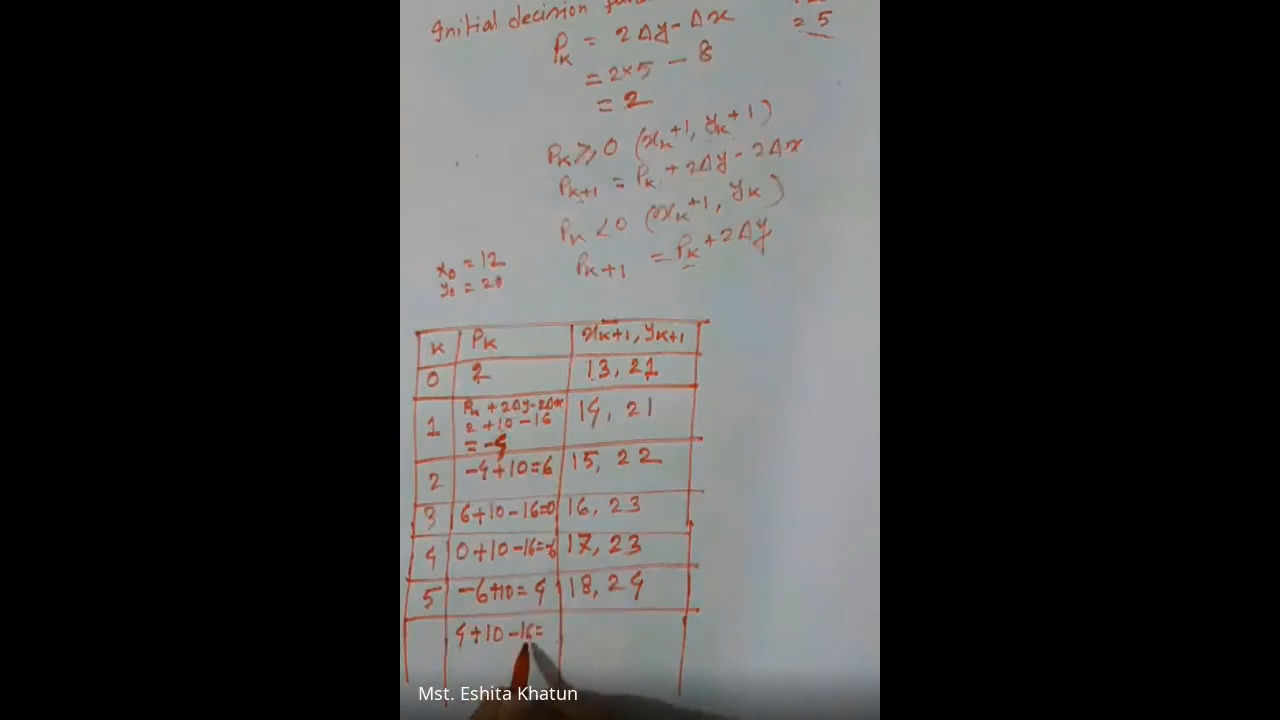 Initial decision
= 5
Pk = 2Δy - Δx
= 2×5 - 8
= 2
Pk ≥ 0 (xk+1, yk+1)
Pk+1 = Pk + 2Δy - 2Δx
Pk < 0 (xk+1, yk)
Pk+1 = Pk + 2Δy
x0 = 12
y0 = 20
K Pk xk+1, yk+1
0 2 13, 21
1 Pk + 2Δy - 2Δx 14, 21
2 + 10 - 16
= -4
2 -4+10=6 15, 22
3 6+10-16=0 16, 23
4 0+10-16=-6 17, 23
5 -6+10=4 18, 24
4+10-16=
Mst. Eshita Khatun